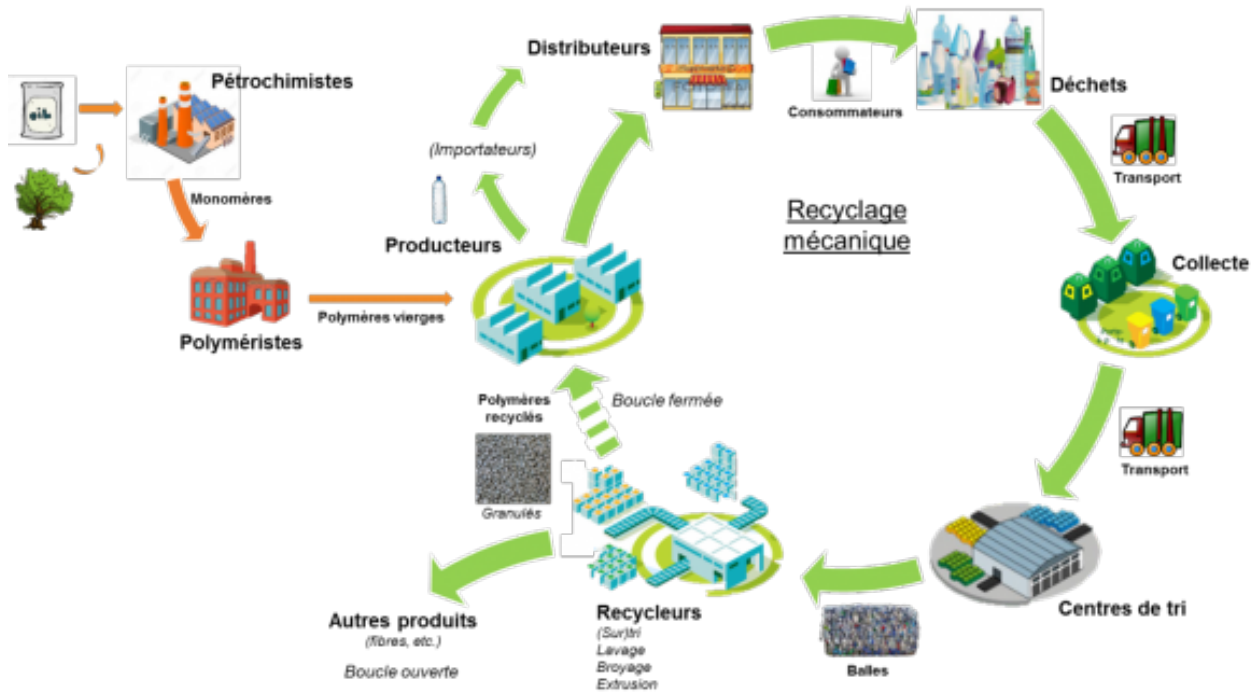 Distributeurs
Pétrochimistes
oil
Déchets
Consommateurs
Transport
(Importateurs)
Monomères
Recyclage
mécanique
Producteurs
Collecte
Polymères vierges
Polyméristes
Polymères
recyclés
Boucle fermée
Transport
Granulés
Recycleurs
(Sur)tri
Lavage
Broyage
Extrusion
Autres produits
(fibres, etc.)
Boucle ouverte
Centres de tri
Balles